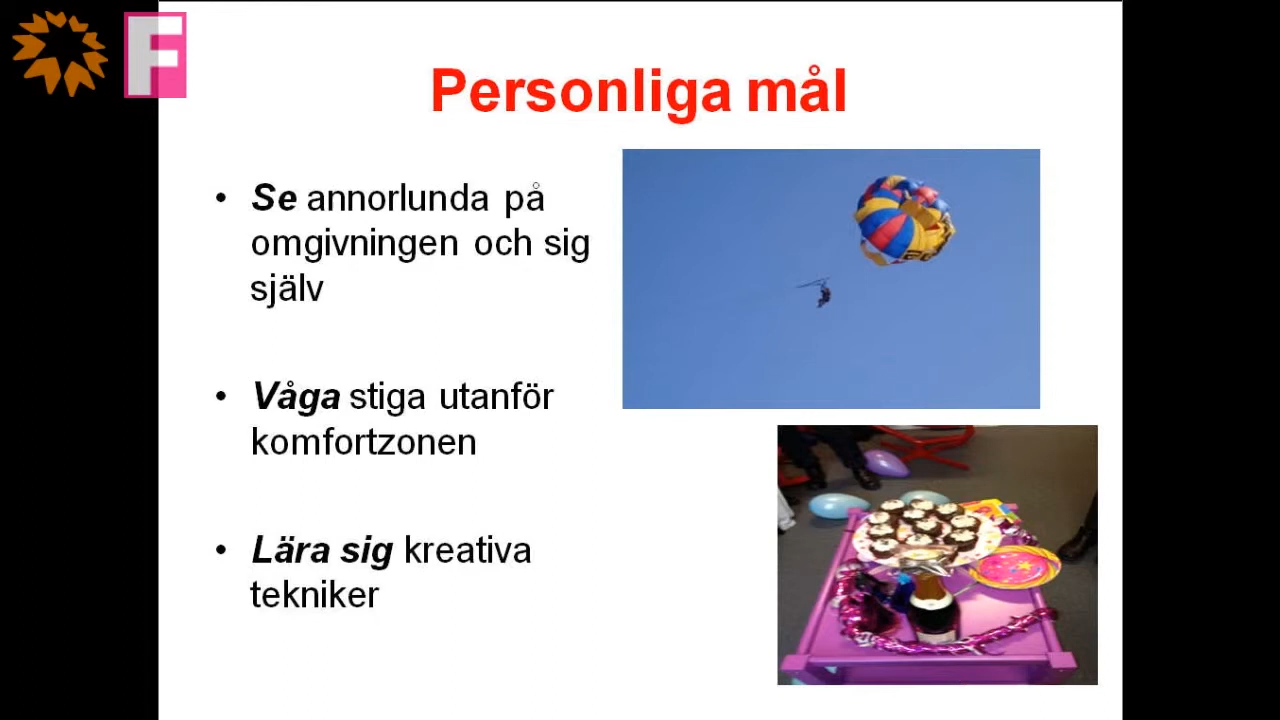 F
Personliga mål
• Se annorlunda på
omgivningen och sig
själv
• Våga stiga utanför
komfortzonen
• Lära sig kreativa
tekniker